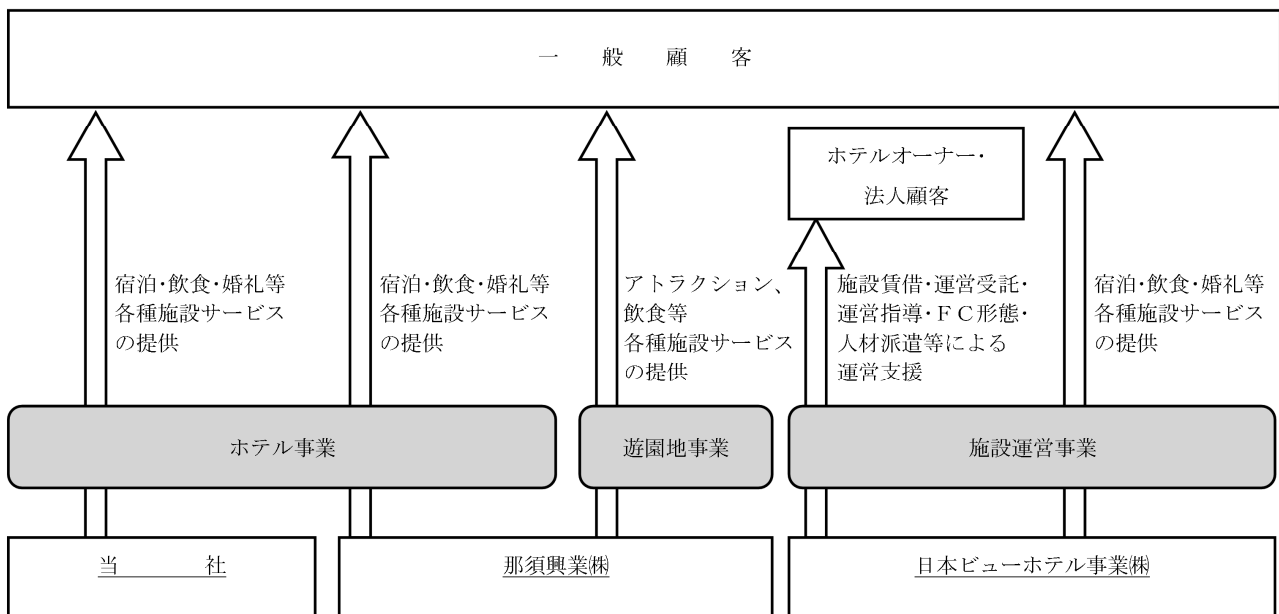 一般顧客
ホテルオーナー・
法人顧客
宿泊・飲食・婚礼等
各種施設サービス
の提供
宿泊・飲食・婚礼等
各種施設サービス
の提供
アトラクション、
飲食等
各種施設サービス
の提供
施設賃借・運営受託・
運営指導・ＦＣ形態・
人材派遣等による
運営支援
宿泊・飲食・婚礼等
各種施設サービス
の提供
ホテル事業
遊園地事業
施設運営事業
当社
那須興業㈱
日本ビューホテル事業㈱